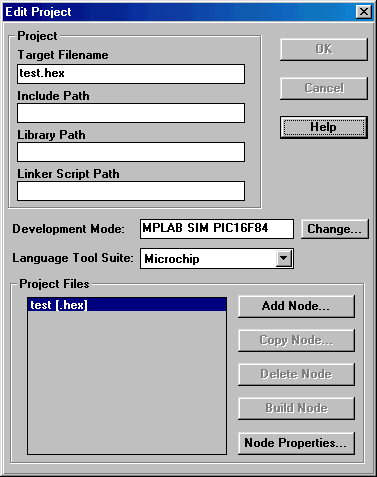 Edit Project
Project
Target Filename
test.hex
Include Path
Library Path
Linker Script Path
OK
Cancel
Help
Development Mode: MPLAB SIM PIC16F84 Change...
Language Tool Suite: Microchip
Project Files
test [.hex]
Add Node...
Copy Node...
Delete Node
Build Node
Node Properties...